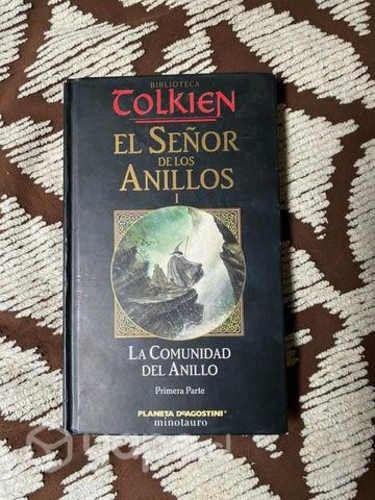 BIBLIOTECA
TOLKIEN
EL SEÑOR
DE LOS
ANILLOS
I
LA COMUNIDAD
DEL ANILLO
Primera Parte
PLANETA DEAGOSTINI
minotauro